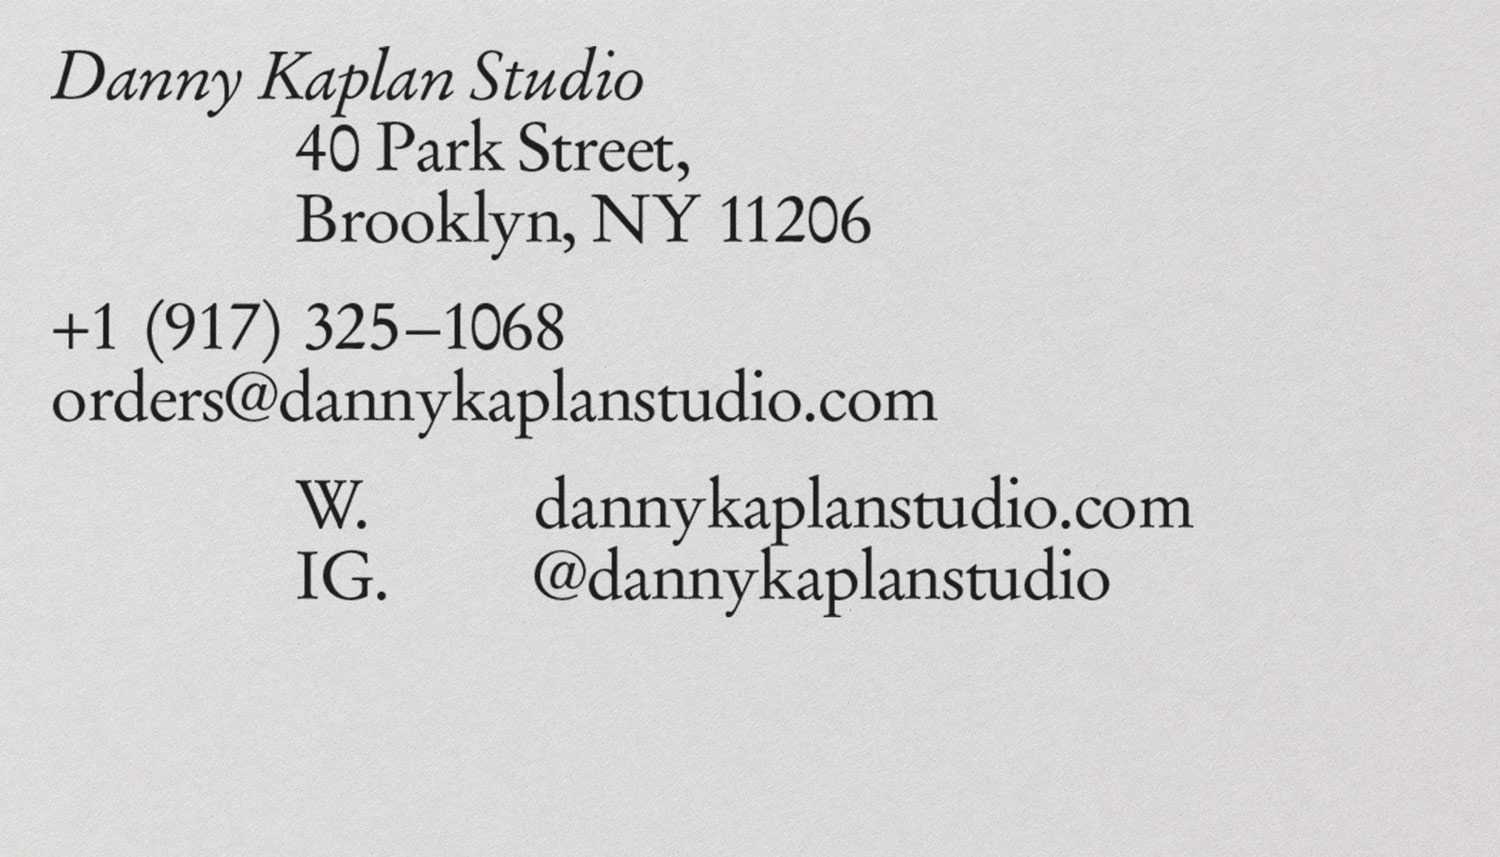 Danny Kaplan Studio
40 Park Street,
Brooklyn, NY 11206
+1 (917) 325–1068
orders@dannykaplanstudio.com
W. dannykaplanstudio.com
IG. @dannykaplanstudio